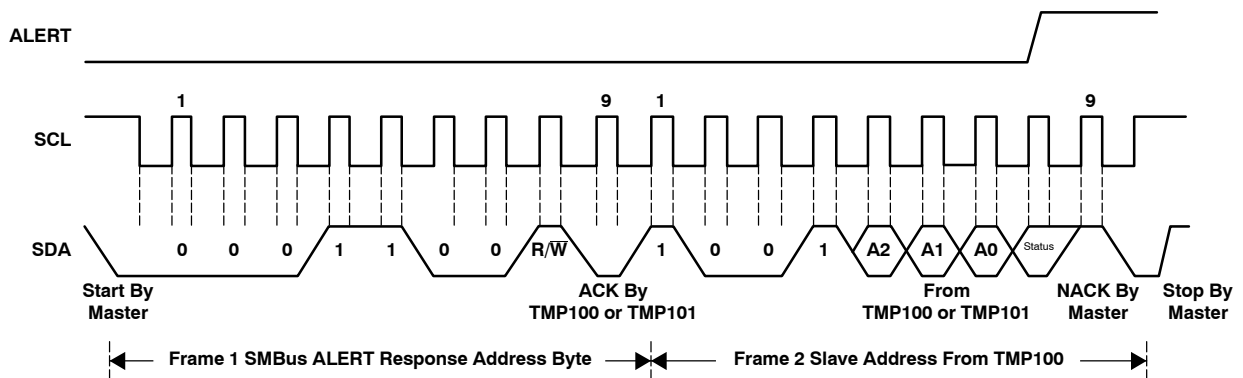 ALERT
1 9 1 9
SCL
SDA 0 0 0 1 1 0 0 R/W̅ 1 0 0 1 A2 A1 A0 Status
Start By
Master
ACK By
TMP100 or TMP101
From
TMP100 or TMP101
NACK By
Master
Stop By
Master
Frame 1 SMBus ALERT Response Address Byte
Frame 2 Slave Address From TMP100